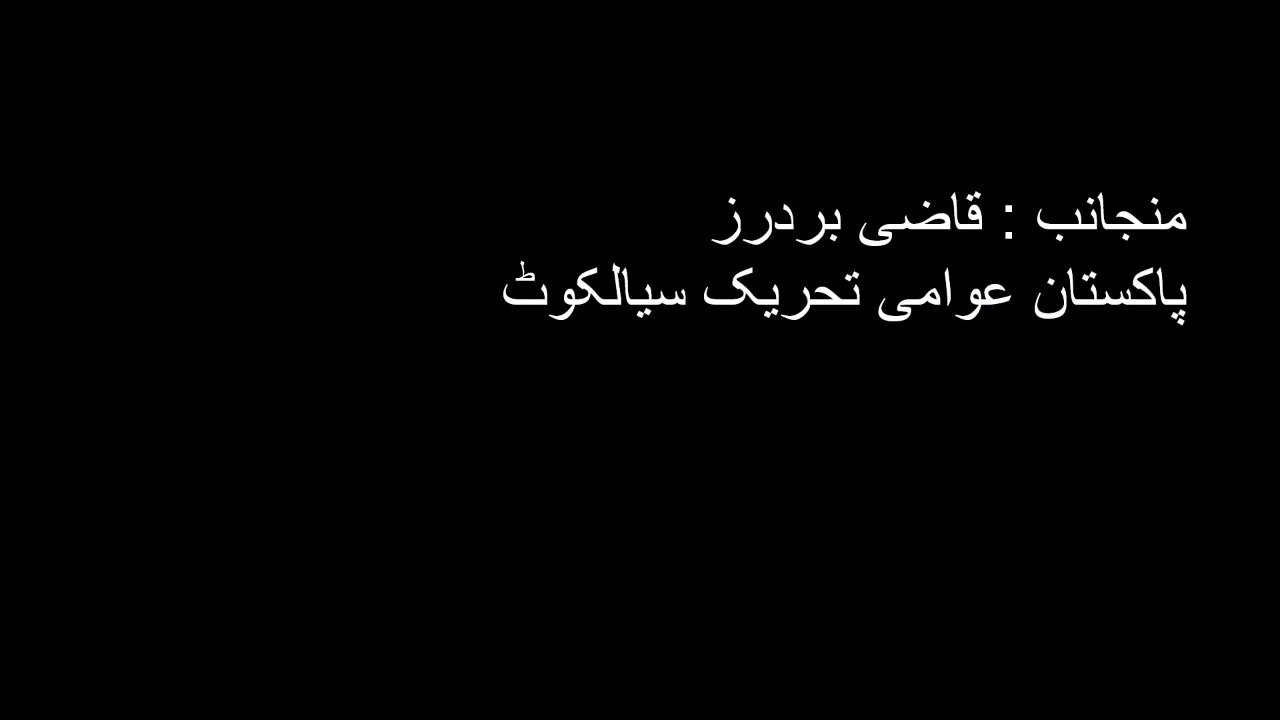 منجانب : قاضی بردرز
پاکستان عوامی تحریک سیالکوٹ